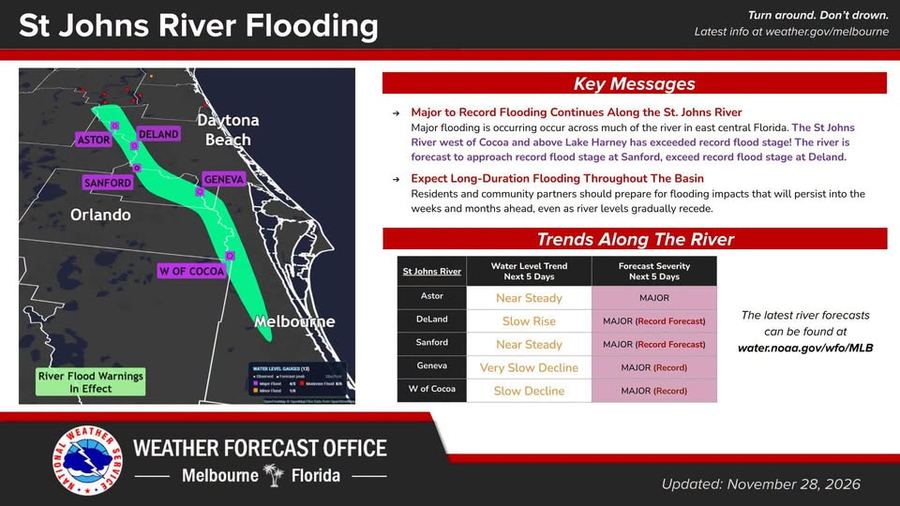 St Johns River Flooding
Turn around. Don't drown.
Latest info at weather.gov/melbourne
Daytona
Beach
ASTOR
DELAND
SANFORD
GENEVA
Orlando
W OF COCOA
Melbourne
River Flood Warnings
In Effect
WATER LEVEL GAUGES (13)
Key Messages
➔ Major to Record Flooding Continues Along the St. Johns River
Major flooding is occurring occur across much of the river in east central Florida. The St Johns
River west of Cocoa and above Lake Harney has exceeded record flood stage! The river is
forecast to approach record flood stage at Sanford, exceed record flood stage at Deland.
➔ Expect Long-Duration Flooding Throughout The Basin
Residents and community partners should prepare for flooding impacts that will persist into the
weeks and months ahead, even as river levels gradually recede.
Trends Along The River
St Johns River
Water Level Trend
Next 5 Days
Forecast Severity
Next 5 Days
Astor Near Steady MAJOR
DeLand Slow Rise MAJOR (Record Forecast)
Sanford Near Steady MAJOR (Record Forecast)
Geneva Very Slow Decline MAJOR (Record)
W of Cocoa Slow Decline MAJOR (Record)
The latest river forecasts
can be found at
water.noaa.gov/wfo/MLB
NATIONAL WEATHER SERVICE
WEATHER FORECAST OFFICE
Melbourne Florida
Updated: November 28, 2026